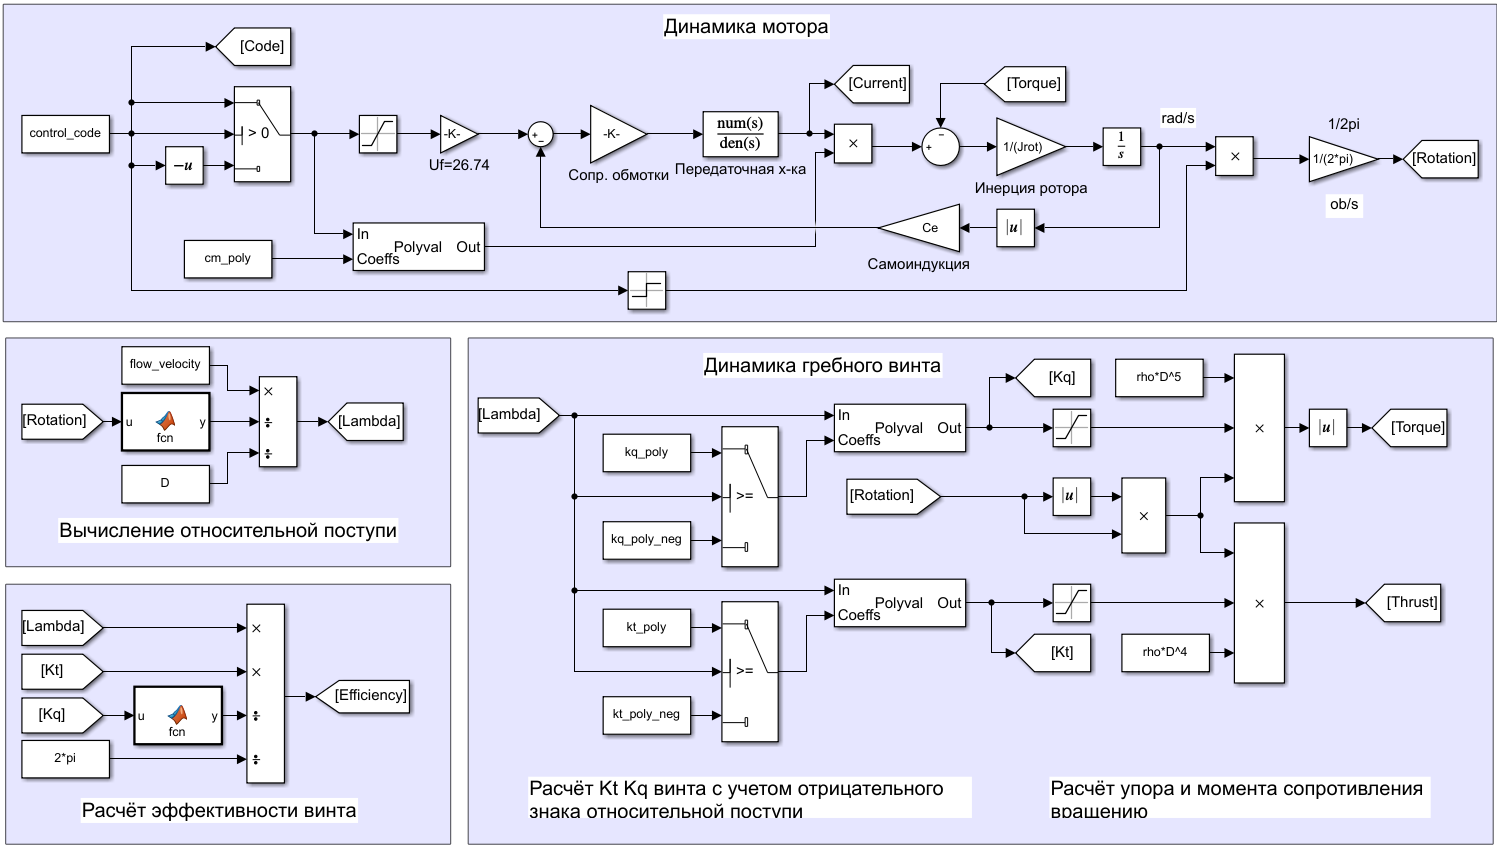 Динамика мотора
[Code]
control_code
> 0
−u
-K-
Uf=26.74
+
−
-K-
Сопр. обмотки
num(s)
den(s)
Передаточная х-ка
[Current]
×
[Torque]
−
+
1/(Jrot)
Инерция ротора
1
s
rad/s
×
1/2pi
1/(2*pi)
ob/s
[Rotation]
cm_poly
In
Coeffs
Polyval
Out
Ce
Самоиндукция
|u|
flow_velocity
[Rotation]
u
y
fcn
D
×
÷
÷
[Lambda]
Вычисление относительной поступи
[Lambda]
[Kt]
[Kq]
u
y
fcn
2*pi
×
×
÷
÷
[Efficiency]
Расчёт эффективности винта
Динамика гребного винта
[Lambda]
kq_poly
>=
kq_poly_neg
In
Coeffs
Polyval
Out
[Kq]
rho*D^5
×
|u|
[Torque]
[Rotation]
|u|
×
kt_poly
>=
kt_poly_neg
In
Coeffs
Polyval
Out
[Kt]
rho*D^4
×
[Thrust]
Расчёт Kt Kq винта с учетом отрицательного
знака относительной поступи
Расчёт упора и момента сопротивления
вращению